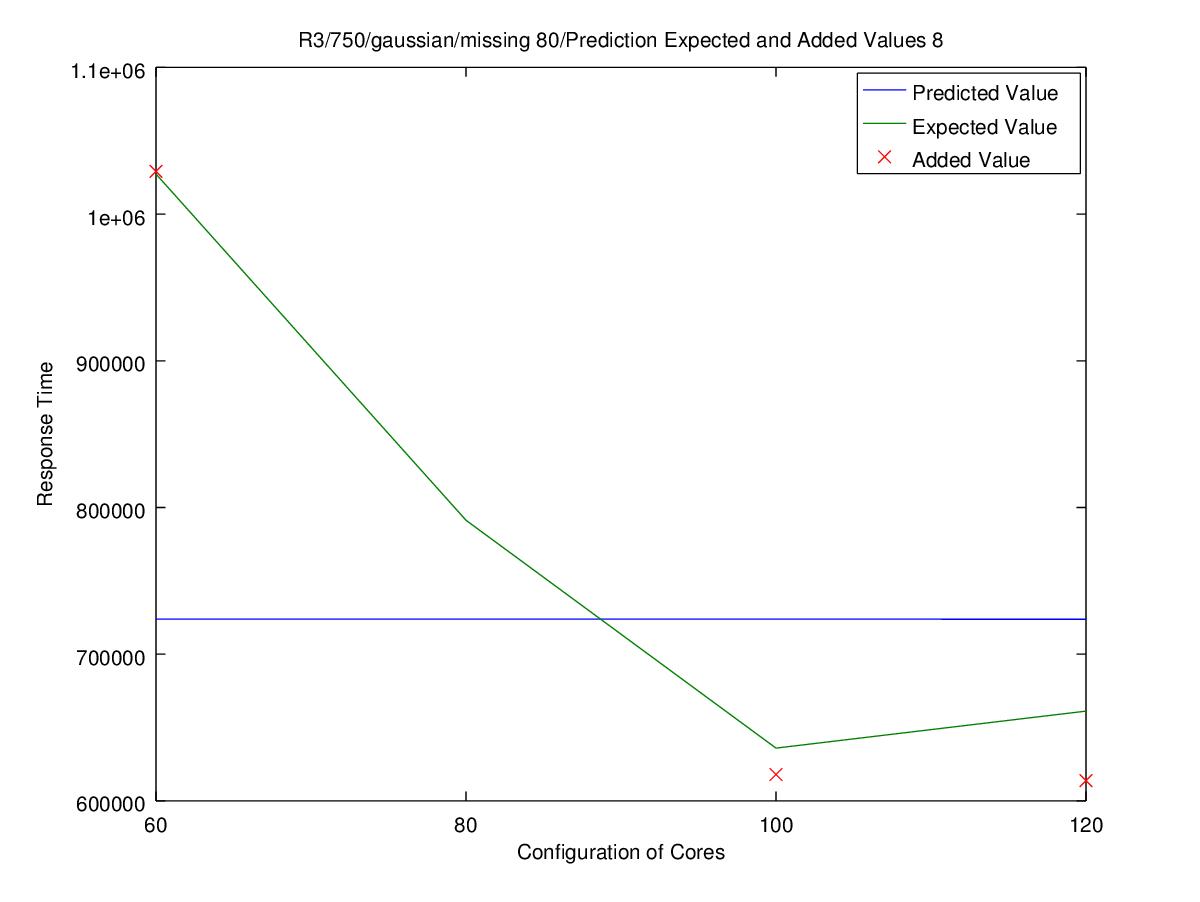 R3/750/gaussian/missing 80/Prediction Expected and Added Values 8
1.1e+06
1e+06
900000
800000
700000
600000
Response Time
Predicted Value
Expected Value
Added Value
60
80
100
120
Configuration of Cores